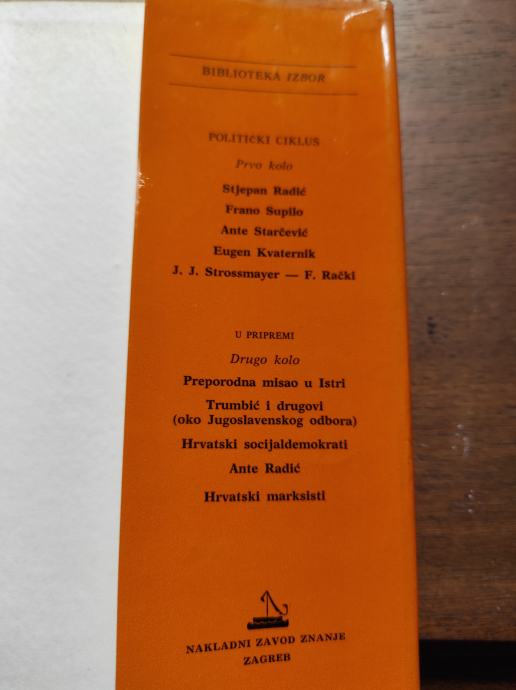 BIBLIOTEKA IZBOR
POLITIČKI CIKLUS
Prvo kolo
Stjepan Radić
Frano Supilo
Ante Starčević
Eugen Kvaternik
J. J. Strossmayer — F. Rački
U PRIPREMI
Drugo kolo
Preporodna misao u Istri
Trumbić i drugovi
(oko Jugoslavenskog odbora)
Hrvatski socijaldemokrati
Ante Radić
Hrvatski marksisti
NAKLADNI ZAVOD ZNANJE
ZAGREB